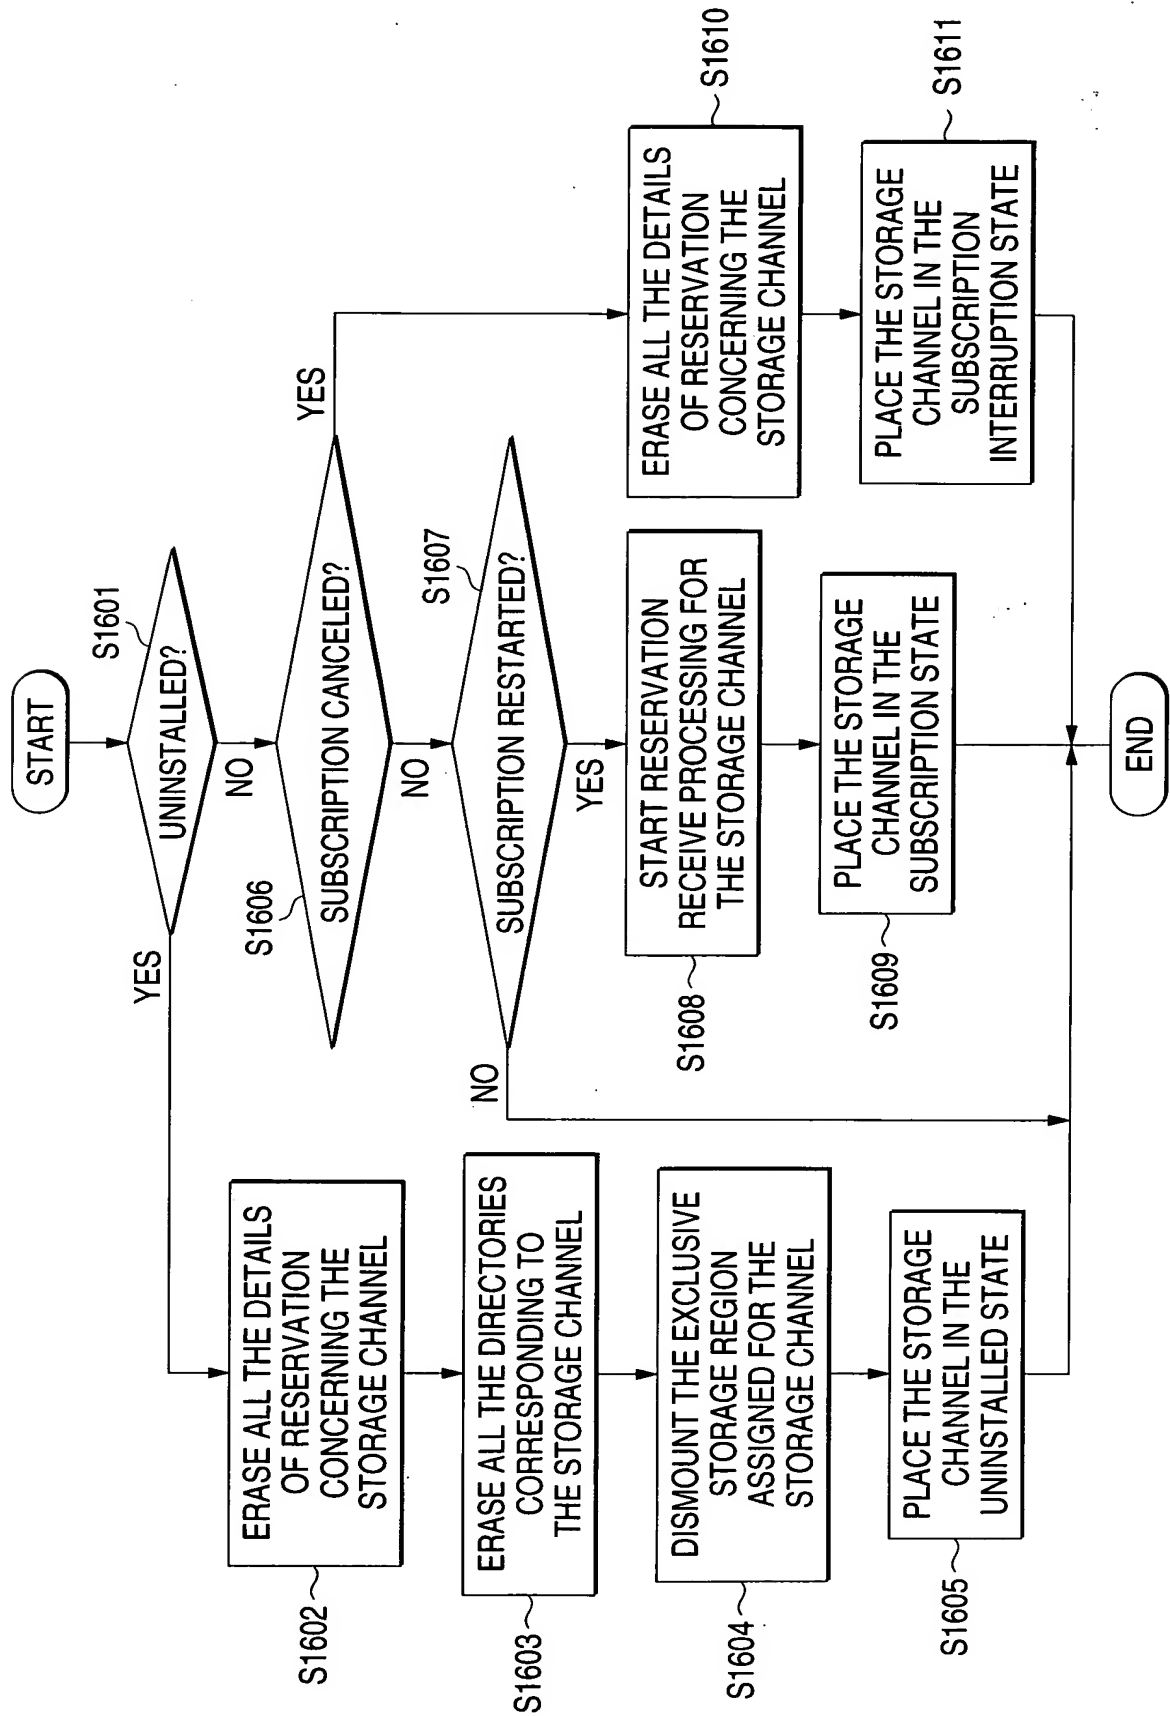 START
S1601
UNINSTALLED?
YES
NO
S1606
SUBSCRIPTION CANCELED?
YES
NO
S1607
SUBSCRIPTION RESTARTED?
NO
YES
S1602
ERASE ALL THE DETAILS
OF RESERVATION
CONCERNING THE
STORAGE CHANNEL
S1603
ERASE ALL THE DIRECTORIES
CORRESPONDING TO
THE STORAGE CHANNEL
S1604
DISMOUNT THE EXCLUSIVE
STORAGE REGION
ASSIGNED FOR THE
STORAGE CHANNEL
S1605
PLACE THE STORAGE
CHANNEL IN THE
UNINSTALLED STATE
S1608
START RESERVATION
RECEIVE PROCESSING FOR
THE STORAGE CHANNEL
S1609
PLACE THE STORAGE
CHANNEL IN THE
SUBSCRIPTION STATE
S1610
ERASE ALL THE DETAILS
OF RESERVATION
CONCERNING THE
STORAGE CHANNEL
S1611
PLACE THE STORAGE
CHANNEL IN THE
SUBSCRIPTION
INTERRUPTION STATE
END